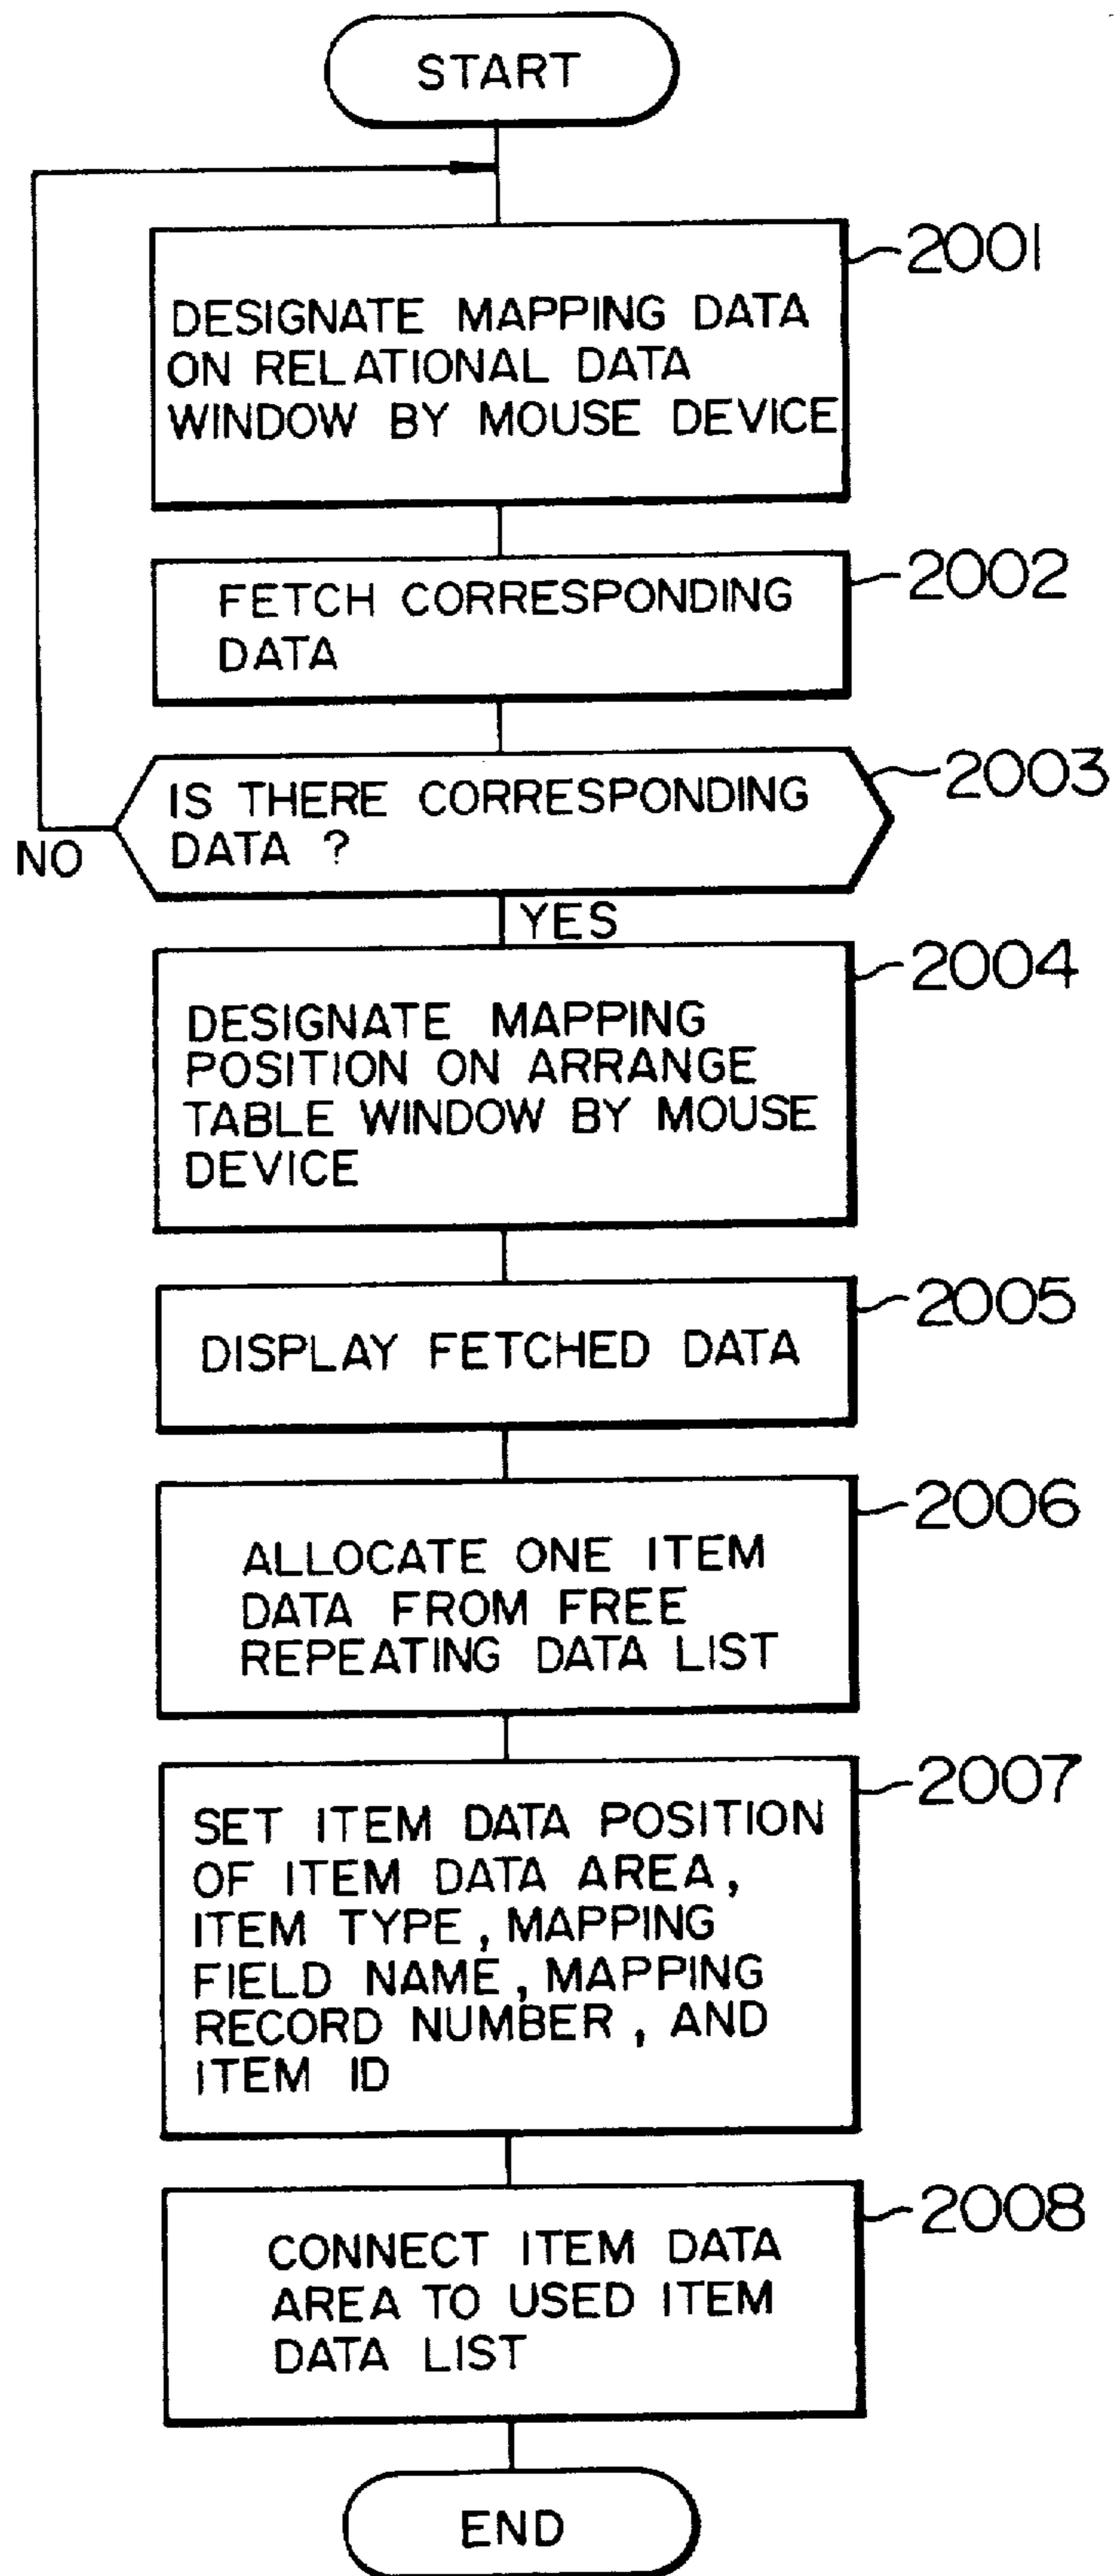 START
2001
DESIGNATE MAPPING DATA
ON RELATIONAL DATA
WINDOW BY MOUSE DEVICE
2002
FETCH CORRESPONDING
DATA
2003
IS THERE CORRESPONDING
DATA ?
NO
YES
2004
DESIGNATE MAPPING
POSITION ON ARRANGE
TABLE WINDOW BY MOUSE
DEVICE
2005
DISPLAY FETCHED DATA
2006
ALLOCATE ONE ITEM
DATA FROM FREE
REPEATING DATA LIST
2007
SET ITEM DATA POSITION
OF ITEM DATA AREA,
ITEM TYPE, MAPPING
FIELD NAME, MAPPING
RECORD NUMBER, AND
ITEM ID
2008
CONNECT ITEM DATA
AREA TO USED ITEM
DATA LIST
END